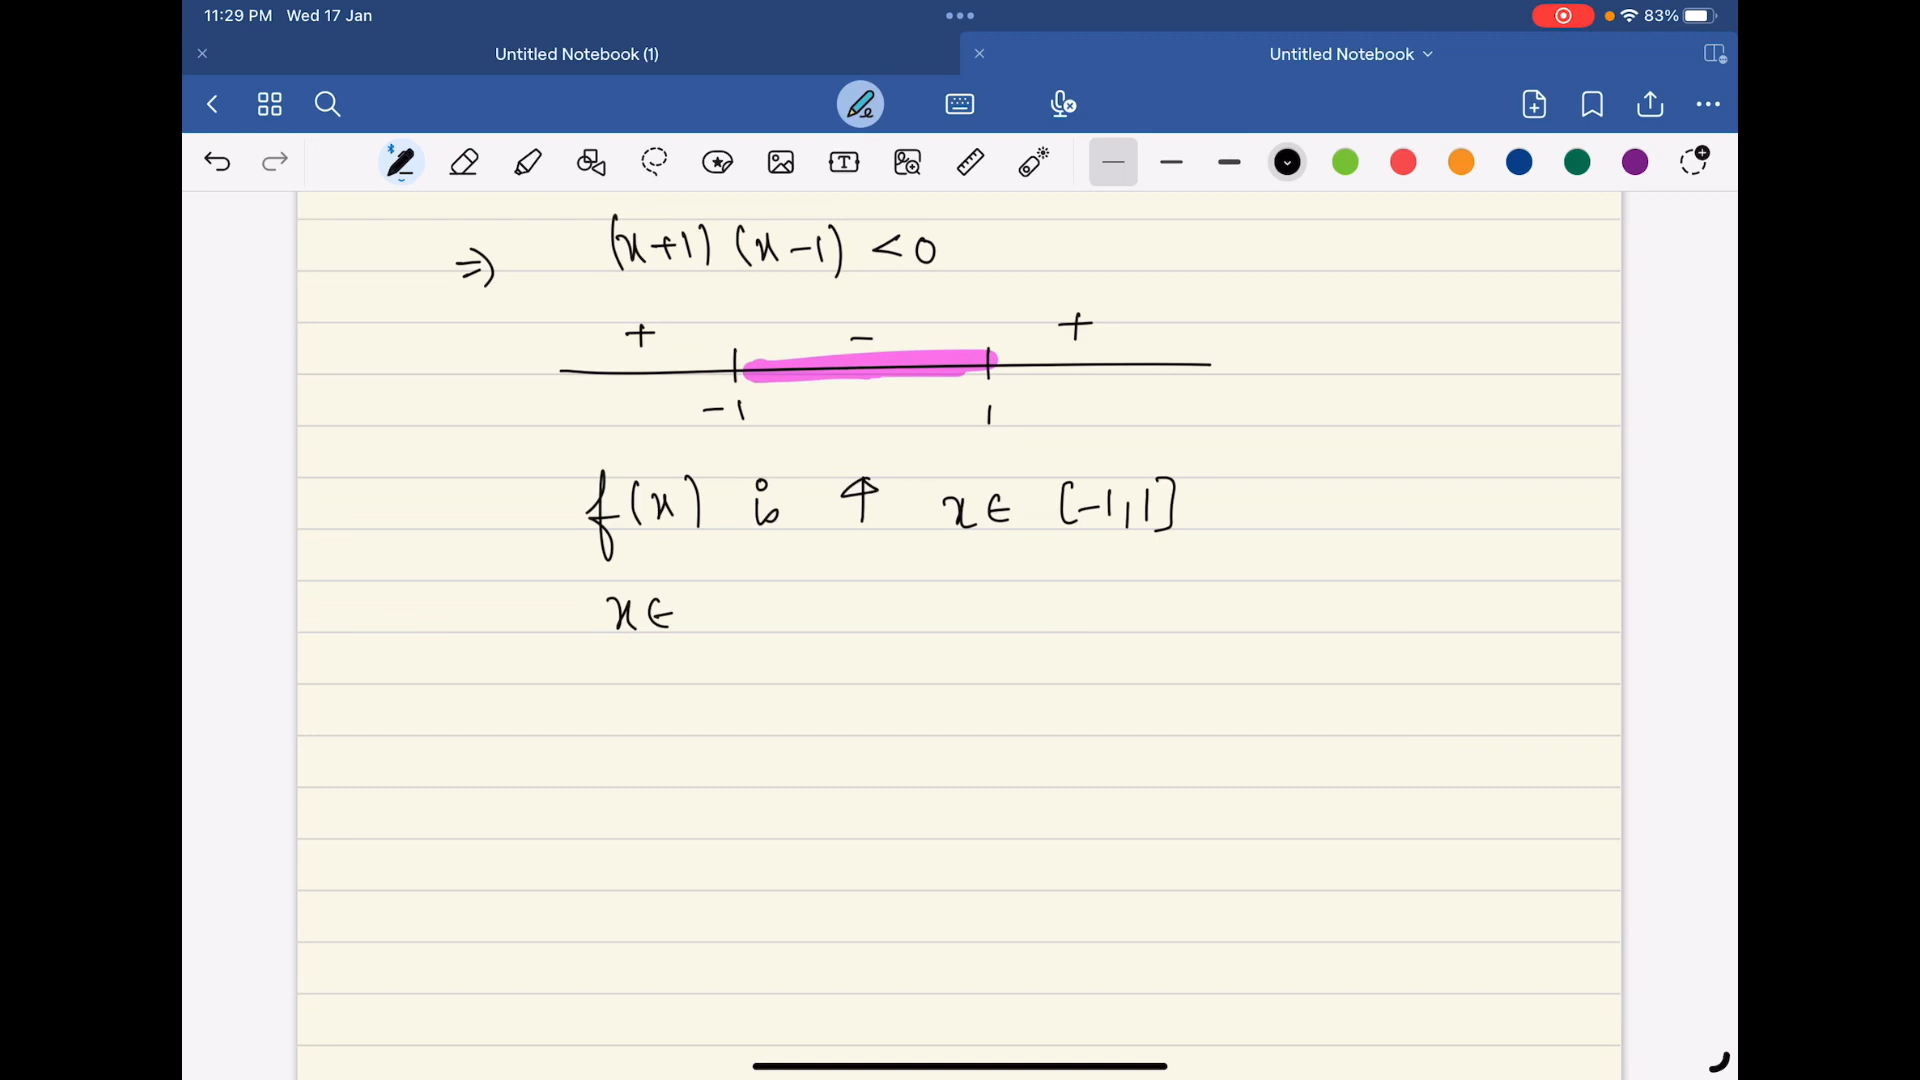 11:29 PM Wed 17 Jan 83%
Untitled Notebook (1) Untitled Notebook
⇒ (x+1) (x-1) < 0
+ - +
-1 1
f(x) is ↑ x ∈ [-1,1]
x ∈